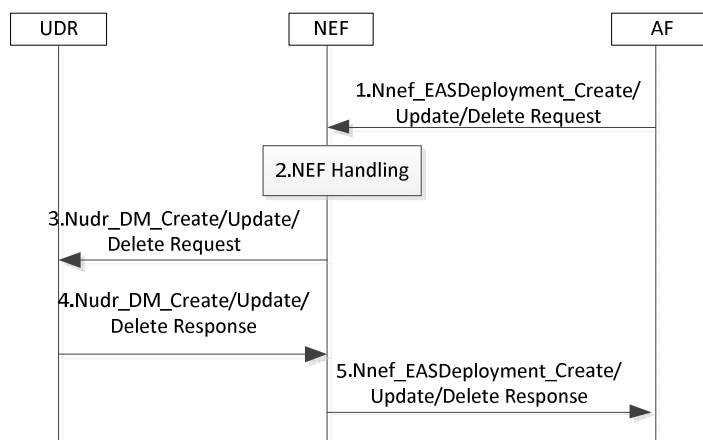 UDR
NEF
AF
1.Nnef_EASDeployment_Create/
Update/Delete Request
2.NEF Handling
3.Nudr_DM_Create/Update/
Delete Request
4.Nudr_DM_Create/Update/
Delete Response
5.Nnef_EASDeployment_Create/
Update/Delete Response